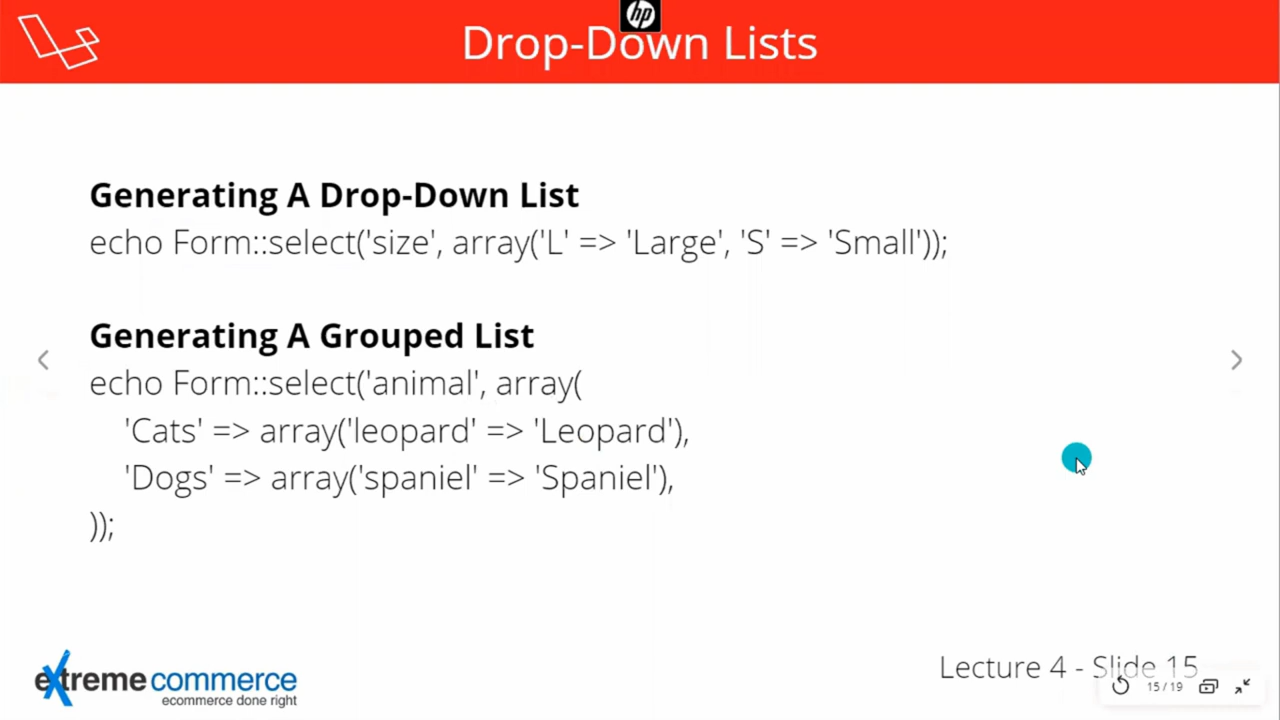 hp
Drop-Down Lists
Generating A Drop-Down List
echo Form::select('size', array('L' => 'Large', 'S' => 'Small'));
Generating A Grouped List
echo Form::select('animal', array(
'Cats' => array('leopard' => 'Leopard'),
'Dogs' => array('spaniel' => 'Spaniel'),
));
extreme commerce
ecommerce done right
Lecture 4 - Slide 15
15/19